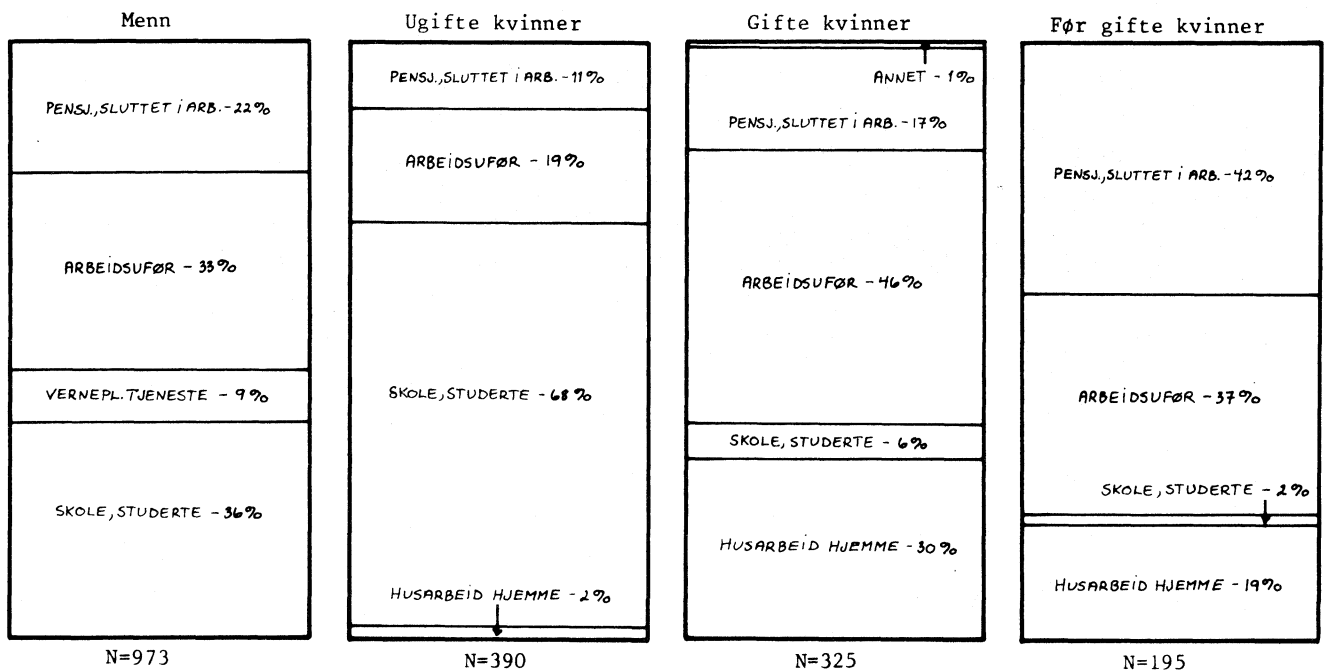 Menn
PENSJ., SLUTTET i ARB. - 22%
ARBEIDSUFØR - 33%
VERNEPL. TJENESTE - 9%
SKOLE, STUDERTE - 36%
N=973
Ugifte kvinner
PENSJ., SLUTTET i ARB. - 11%
ARBEIDSUFØR - 19%
SKOLE, STUDERTE - 68%
HUSARBEID HJEMME - 2%
N=390
Gifte kvinner
ANNET - 1%
PENSJ., SLUTTET i ARB. - 17%
ARBEIDSUFØR - 46%
SKOLE, STUDERTE - 6%
HUSARBEID HJEMME - 30%
N=325
Før gifte kvinner
PENSJ., SLUTTET i ARB. - 42%
ARBEIDSUFØR - 37%
SKOLE, STUDERTE - 2%
HUSARBEID HJEMME - 19%
N=195